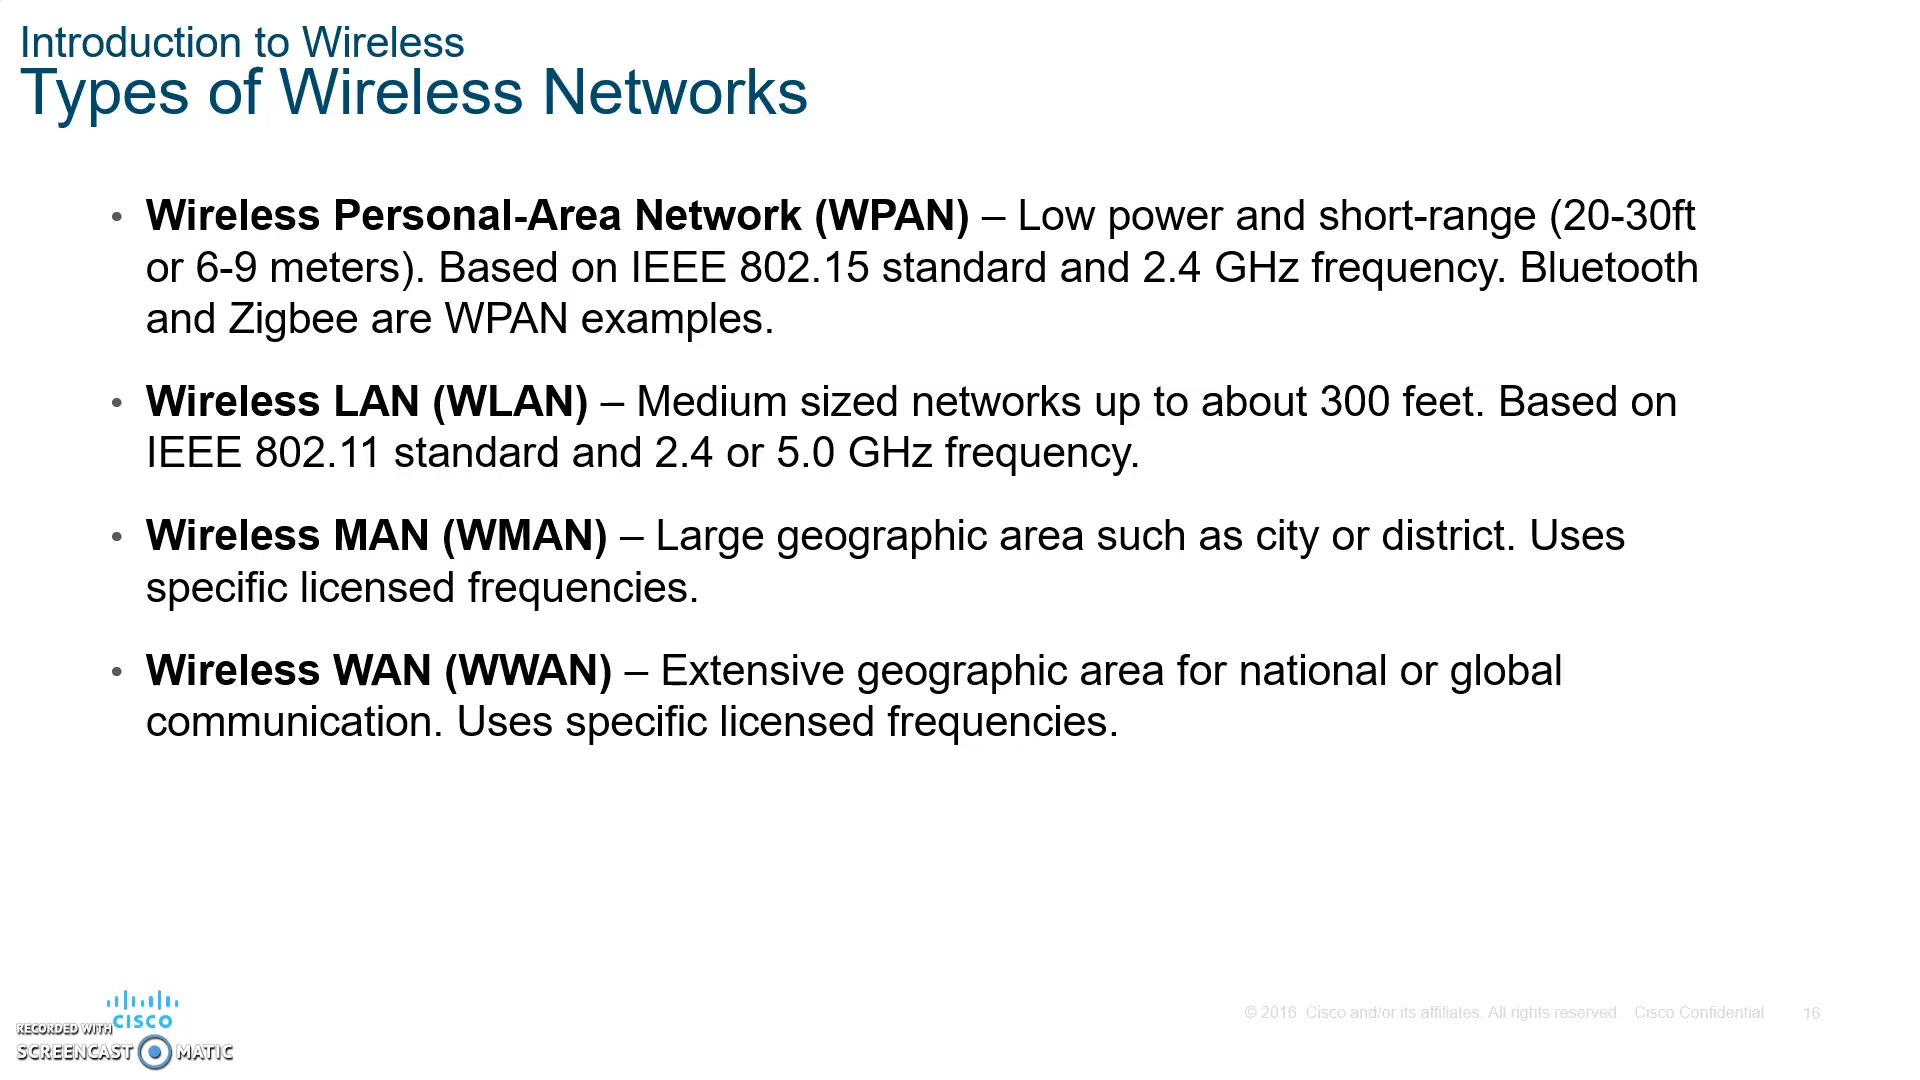 Introduction to Wireless
Types of Wireless Networks
• Wireless Personal-Area Network (WPAN) – Low power and short-range (20-30ft
or 6-9 meters). Based on IEEE 802.15 standard and 2.4 GHz frequency. Bluetooth
and Zigbee are WPAN examples.
• Wireless LAN (WLAN) – Medium sized networks up to about 300 feet. Based on
IEEE 802.11 standard and 2.4 or 5.0 GHz frequency.
• Wireless MAN (WMAN) – Large geographic area such as city or district. Uses
specific licensed frequencies.
• Wireless WAN (WWAN) – Extensive geographic area for national or global
communication. Uses specific licensed frequencies.
CISCO
RECORDED WITH
SCREENCAST MATIC
© 2016 Cisco and/or its affiliates. All rights reserved. Cisco Confidential 16